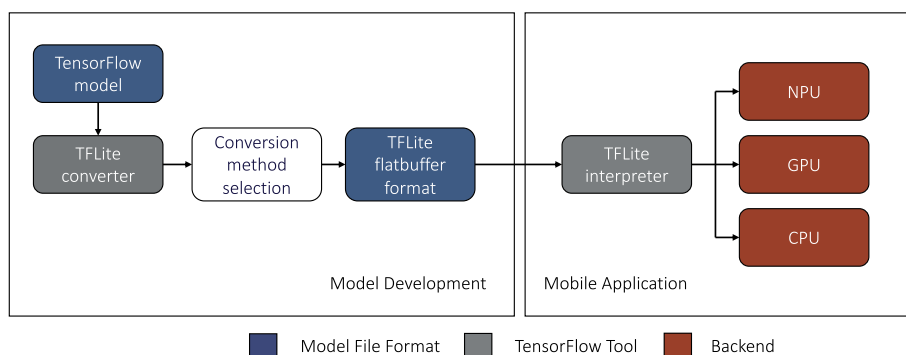 TensorFlow
model
TFLite
converter
Conversion
method
selection
TFLite
flatbuffer
format
Model Development
TFLite
interpreter
NPU
GPU
CPU
Mobile Application
Model File Format
TensorFlow Tool
Backend